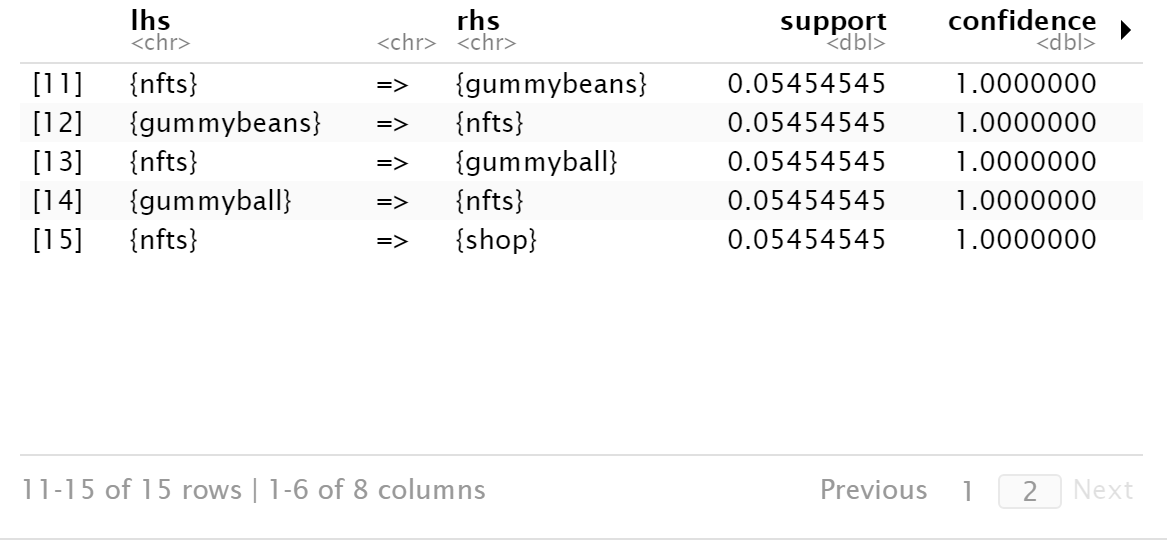 lhs rhs support confidence
<chr> <chr> <chr> <dbl> <dbl>
[11] {nfts} => {gummybeans} 0.05454545 1.0000000
[12] {gummybeans} => {nfts} 0.05454545 1.0000000
[13] {nfts} => {gummyball} 0.05454545 1.0000000
[14] {gummyball} => {nfts} 0.05454545 1.0000000
[15] {nfts} => {shop} 0.05454545 1.0000000
11-15 of 15 rows | 1-6 of 8 columns Previous 1 2 Next